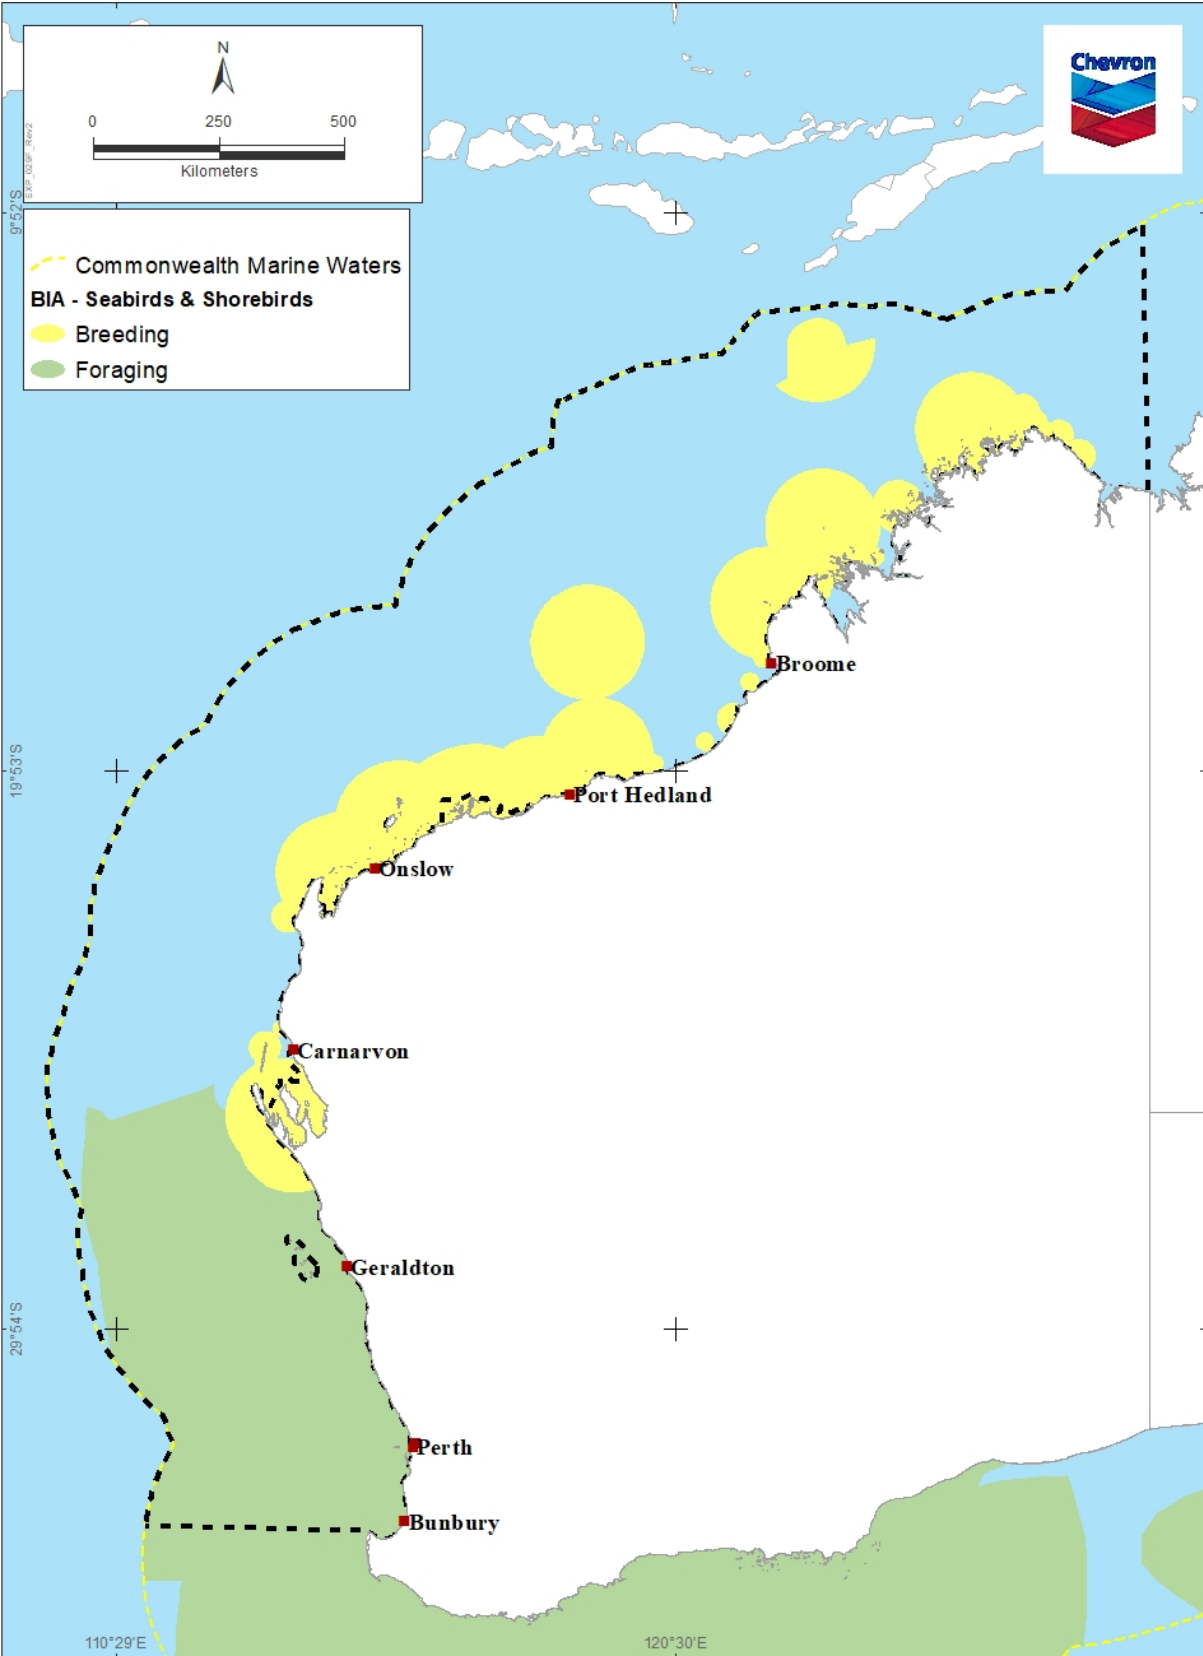 N
0 250 500
Kilometers
EXP_029F_Rev2
Chevron
9°52'S
Commonwealth Marine Waters
BIA - Seabirds & Shorebirds
Breeding
Foraging
Broome
19°53'S
Port Hedland
Onslow
Carnarvon
Geraldton
29°54'S
Perth
Bunbury
110°29'E 120°30'E